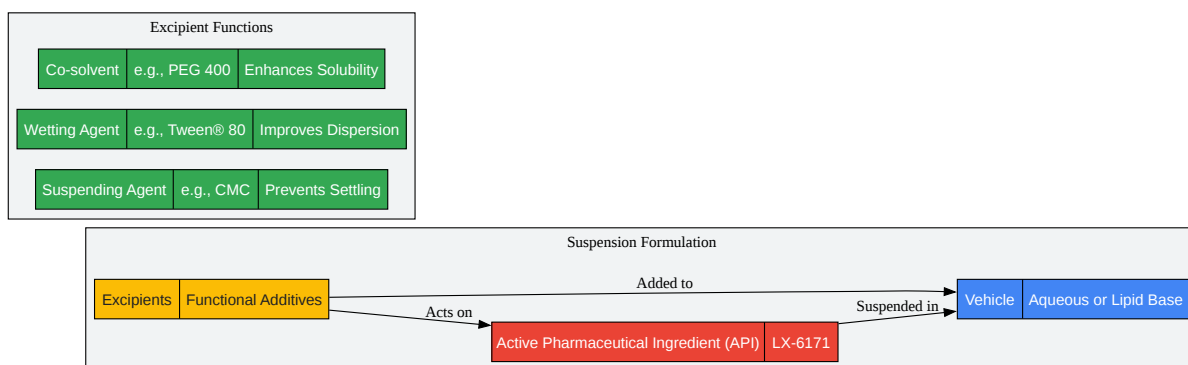 Excipient Functions
Co-solvent e.g., PEG 400 Enhances Solubility
Wetting Agent e.g., Tween® 80 Improves Dispersion
Suspending Agent e.g., CMC Prevents Settling
Suspension Formulation
Added to
Excipients Functional Additives
Vehicle Aqueous or Lipid Base
Acts on
Suspended in
Active Pharmaceutical Ingredient (API) LX-6171